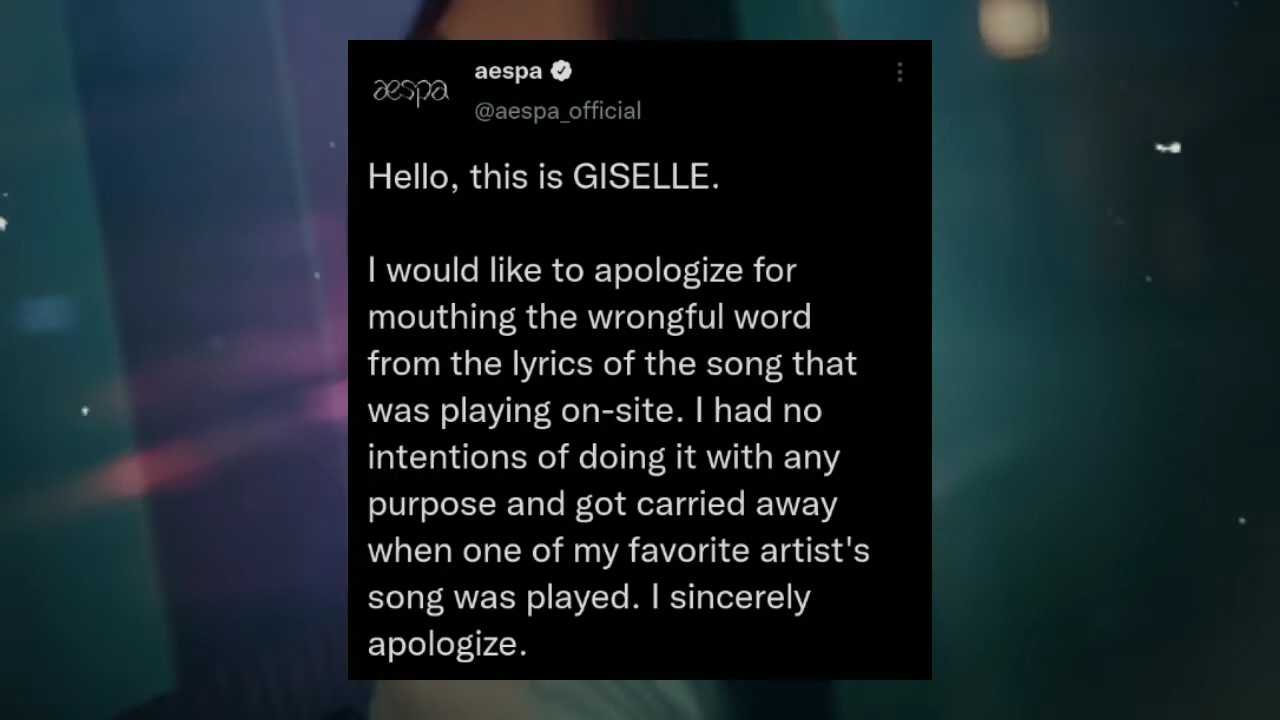 æspa
aespa
@aespa_official
Hello, this is GISELLE.
I would like to apologize for
mouthing the wrongful word
from the lyrics of the song that
was playing on-site. I had no
intentions of doing it with any
purpose and got carried away
when one of my favorite artist's
song was played. I sincerely
apologize.